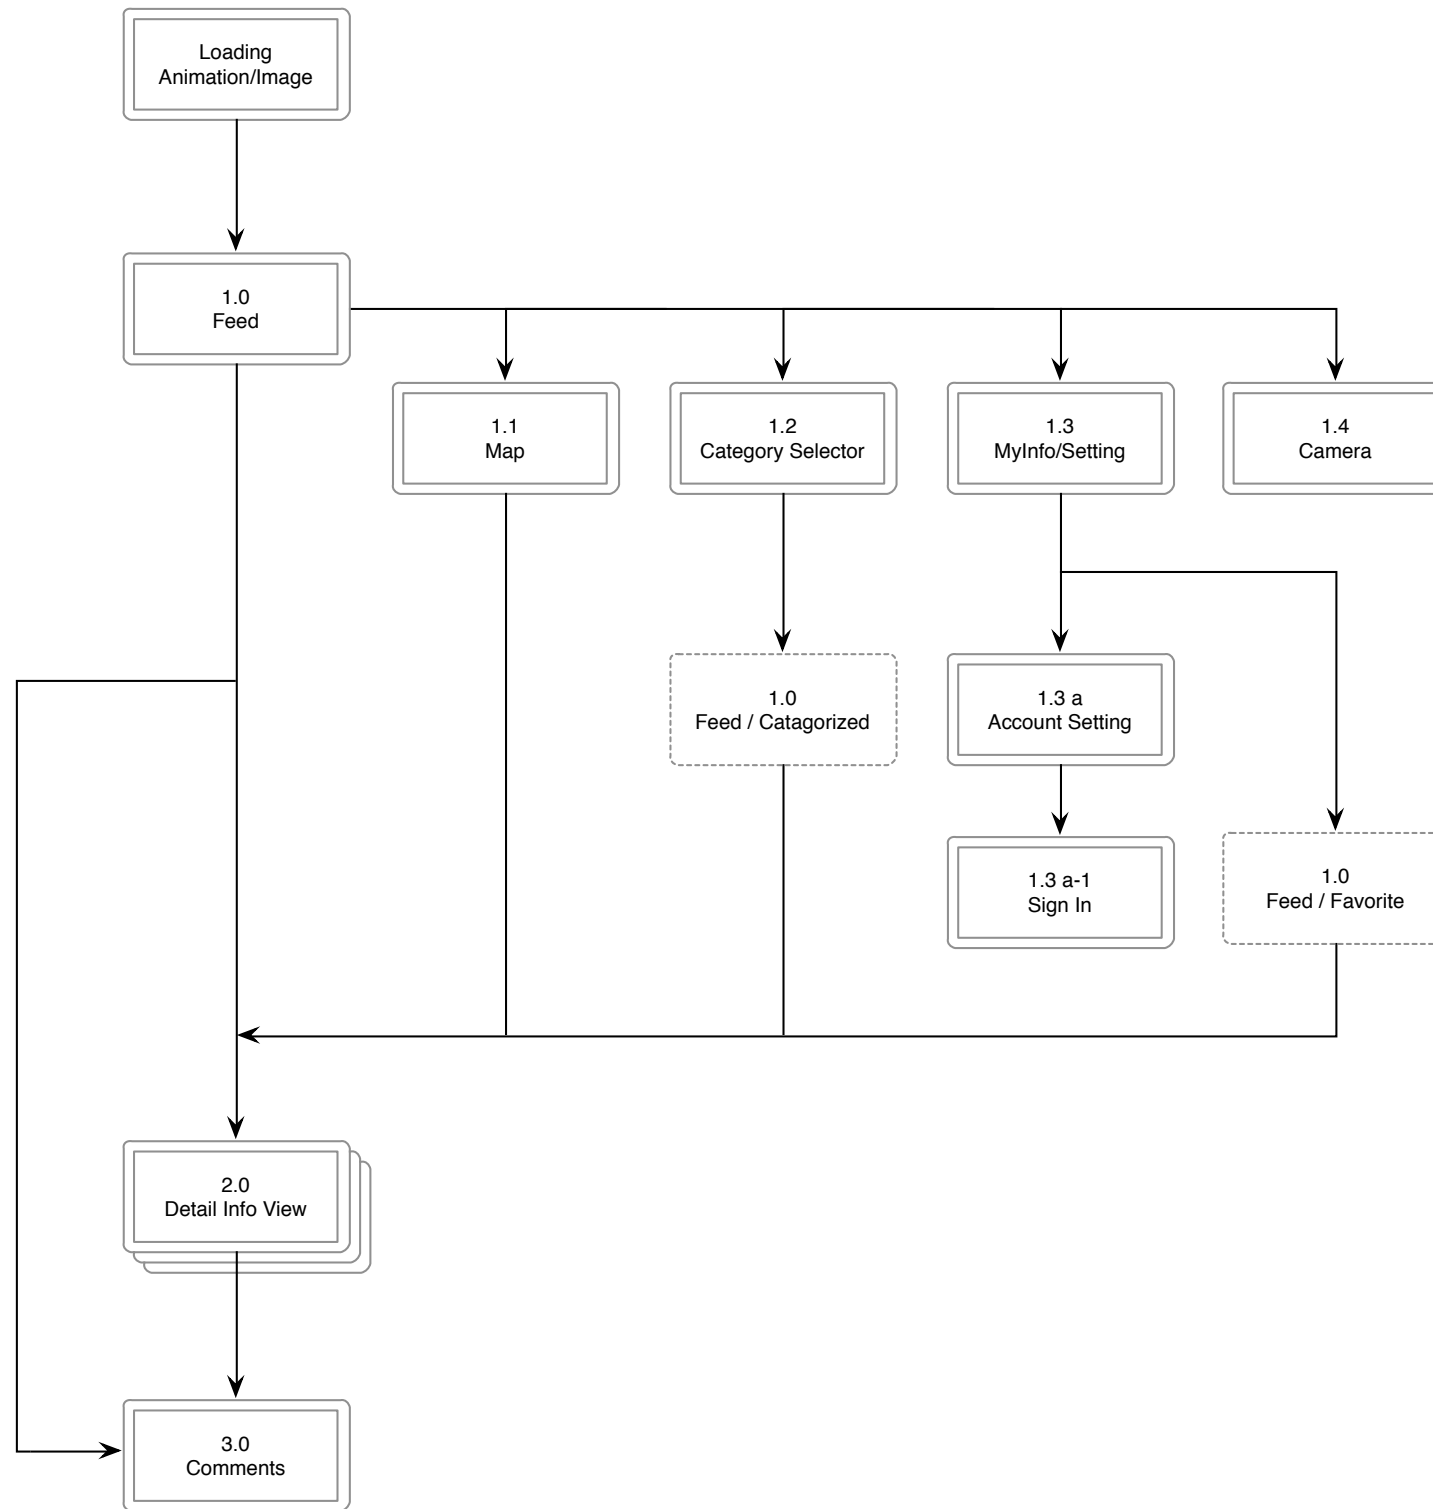 Loading
Animation/Image
1.0
Feed
1.1
Map
1.2
Category Selector
1.3
MyInfo/Setting
1.4
Camera
1.0
Feed / Catagorized
1.3 a
Account Setting
1.3 a-1
Sign In
1.0
Feed / Favorite
2.0
Detail Info View
3.0
Comments